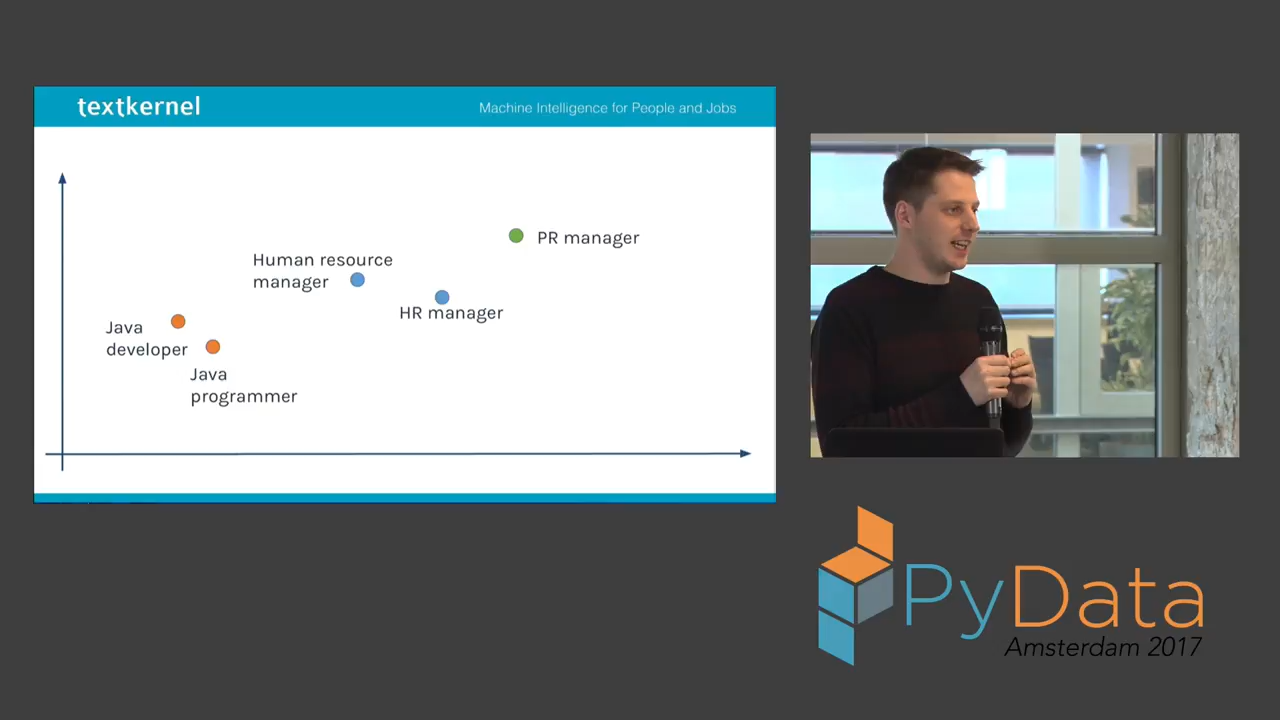 textkernel
Machine Intelligence for People and Jobs
PR manager
Human resource
manager
HR manager
Java
developer
Java
programmer
PyData
Amsterdam 2017